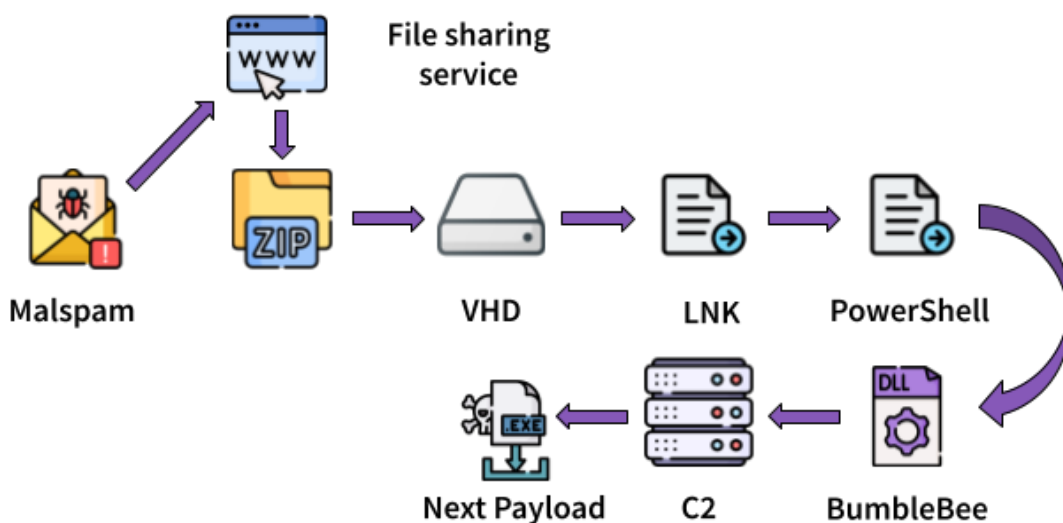 WWW
File sharing
service
ZIP
Malspam
VHD
LNK
PowerShell
DLL
.EXE
Next Payload
C2
BumbleBee
!